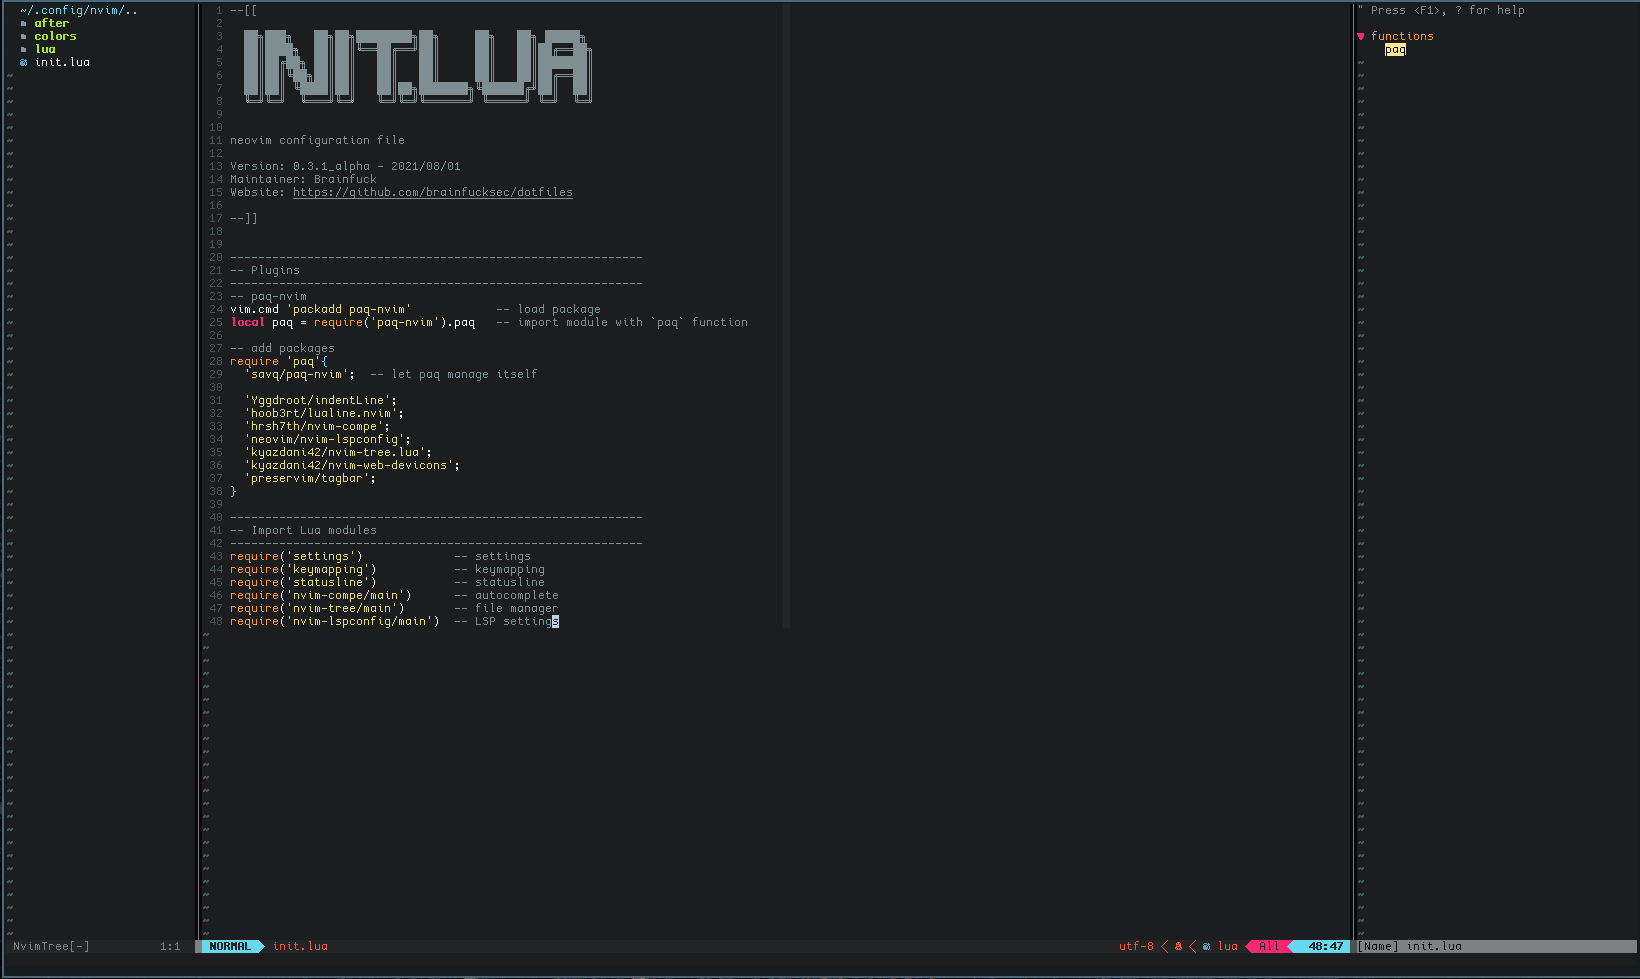 ~/.config/nvim/..
after
colors
lua
init.lua
NvimTree[-] 1:1
1 --[[
2
3
4
5
6
7
8
9
10
11 neovim configuration file
12
13 Version: 0.3.1_alpha - 2021/08/01
14 Maintainer: Brainfuck
15 Website: https://github.com/brainfucksec/dotfiles
16
17 --]]
18
19
20 -----------------------------------------------------------
21 -- Plugins
22 -----------------------------------------------------------
23 -- paq-nvim
24 vim.cmd 'packadd paq-nvim'            -- load package
25 local paq = require('paq-nvim').paq   -- import module with `paq` function
26
27 -- add packages
28 require 'paq'{
29   'savq/paq-nvim';  -- let paq manage itself
30
31   'Yggdroot/indentLine';
32   'hoob3rt/lualine.nvim';
33   'hrsh7th/nvim-compe';
34   'neovim/nvim-lspconfig';
35   'kyazdani42/nvim-tree.lua';
36   'kyazdani42/nvim-web-devicons';
37   'preservim/tagbar';
38 }
39
40 -----------------------------------------------------------
41 -- Import Lua modules
42 -----------------------------------------------------------
43 require('settings')             -- settings
44 require('keymapping')           -- keymapping
45 require('statusline')           -- statusline
46 require('nvim-compe/main')      -- autocomplete
47 require('nvim-tree/main')       -- file manager
48 require('nvim-lspconfig/main')  -- LSP settings
NORMAL init.lua utf-8 lua All 48:47
" Press <F1>, ? for help
functions
paq
[Name] init.lua